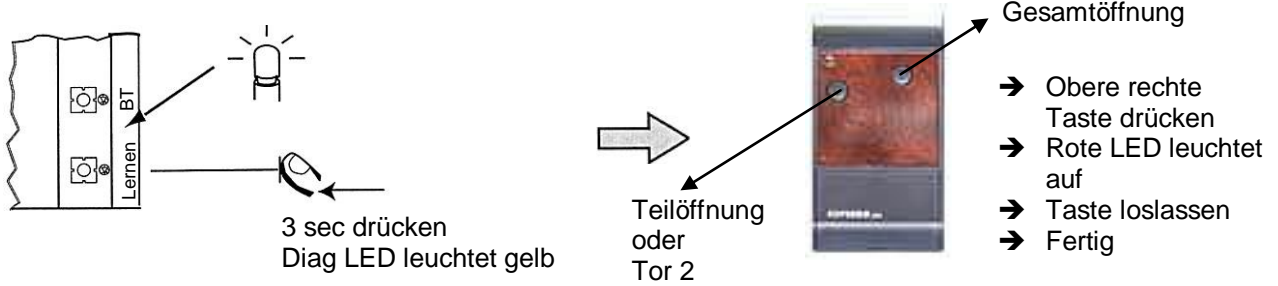 BT
Lernen
3 sec drücken
Diag LED leuchtet gelb
Teilöffnung
oder
Tor 2
Gesamtöffnung
➔ Obere rechte
Taste drücken
➔ Rote LED leuchtet
auf
➔ Taste loslassen
➔ Fertig